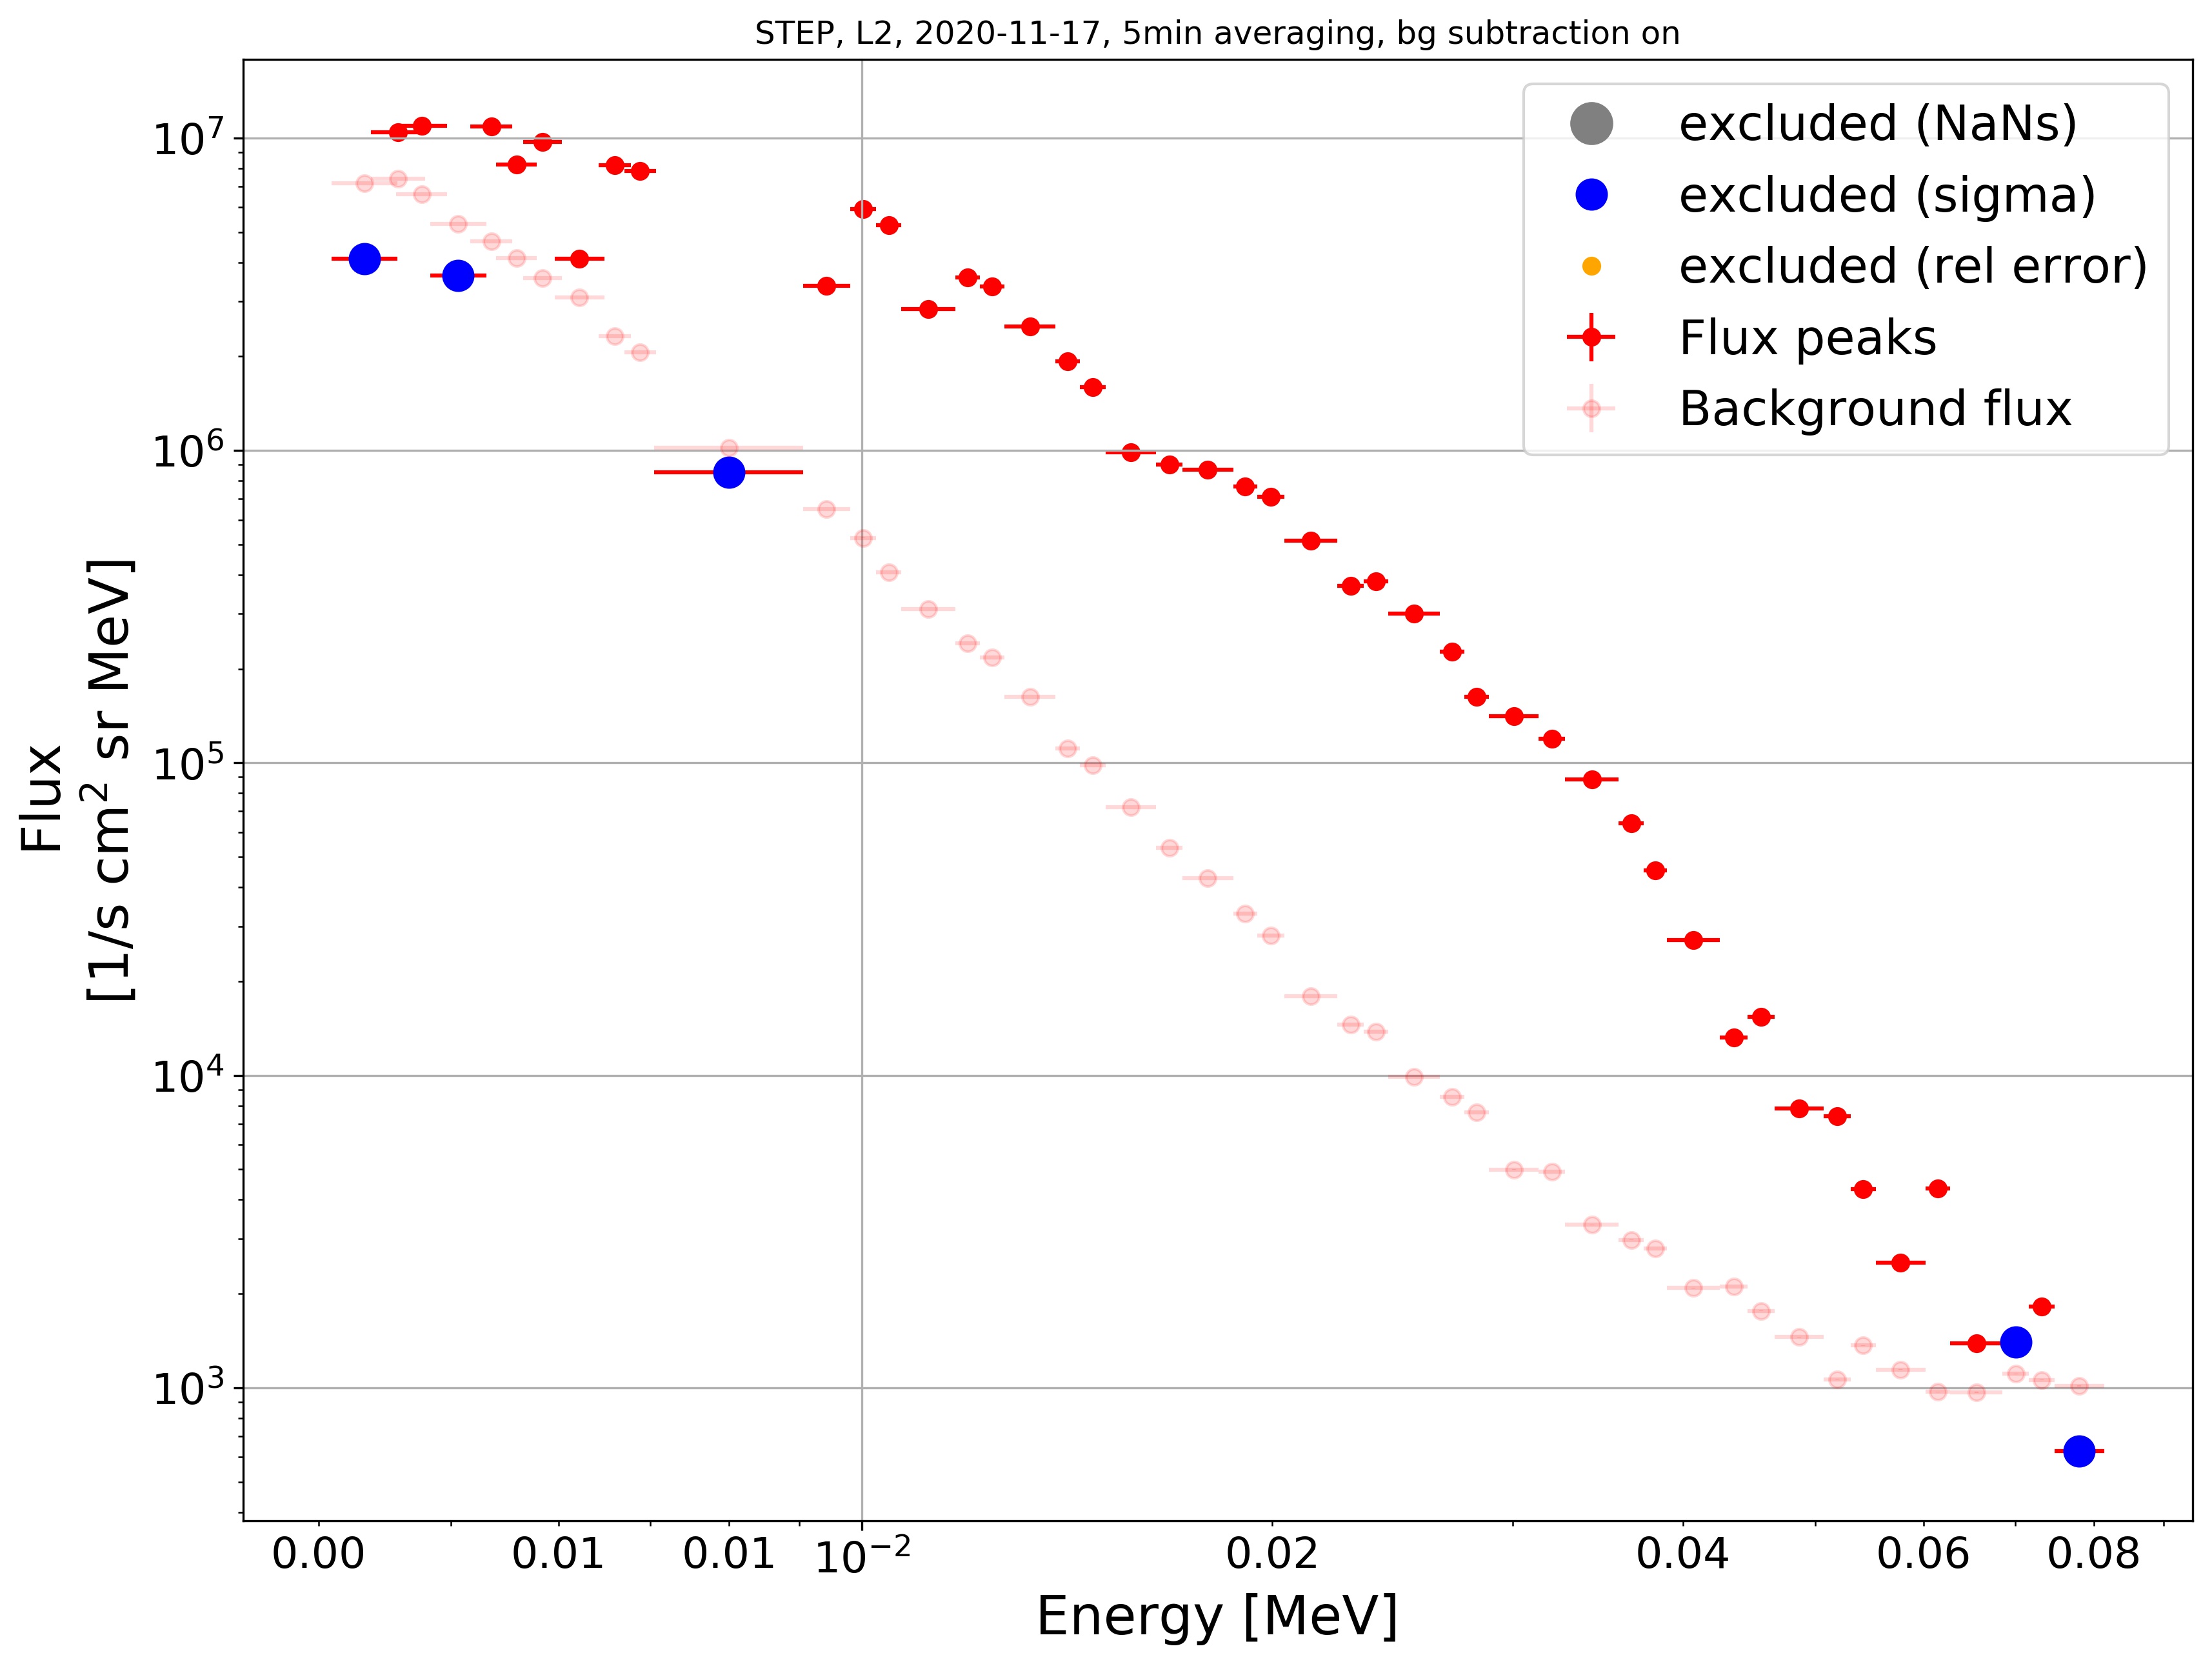 STEP, L2, 2020-11-17, 5min averaging, bg subtraction on
excluded (NaNs)
excluded (sigma)
excluded (rel error)
Flux peaks
Background flux
Flux
[1/s cm² sr MeV]
10⁷
10⁶
10⁵
10⁴
10³
0.00 0.01 0.01 10⁻² 0.02 0.04 0.06 0.08
Energy [MeV]